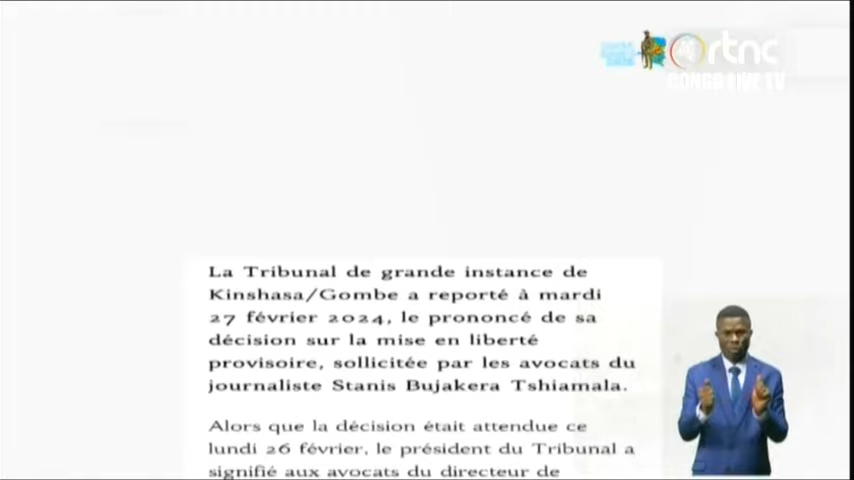 rtnc
CONGO LIVE TV
La Tribunal de grande instance de
Kinshasa/Gombe a reporté à mardi
27 février 2024, le prononcé de sa
décision sur la mise en liberté
provisoire, sollicitée par les avocats du
journaliste Stanis Bujakera Tshiamala.
Alors que la décision était attendue ce
lundi 26 février, le président du Tribunal a
signifié aux avocats du directeur de